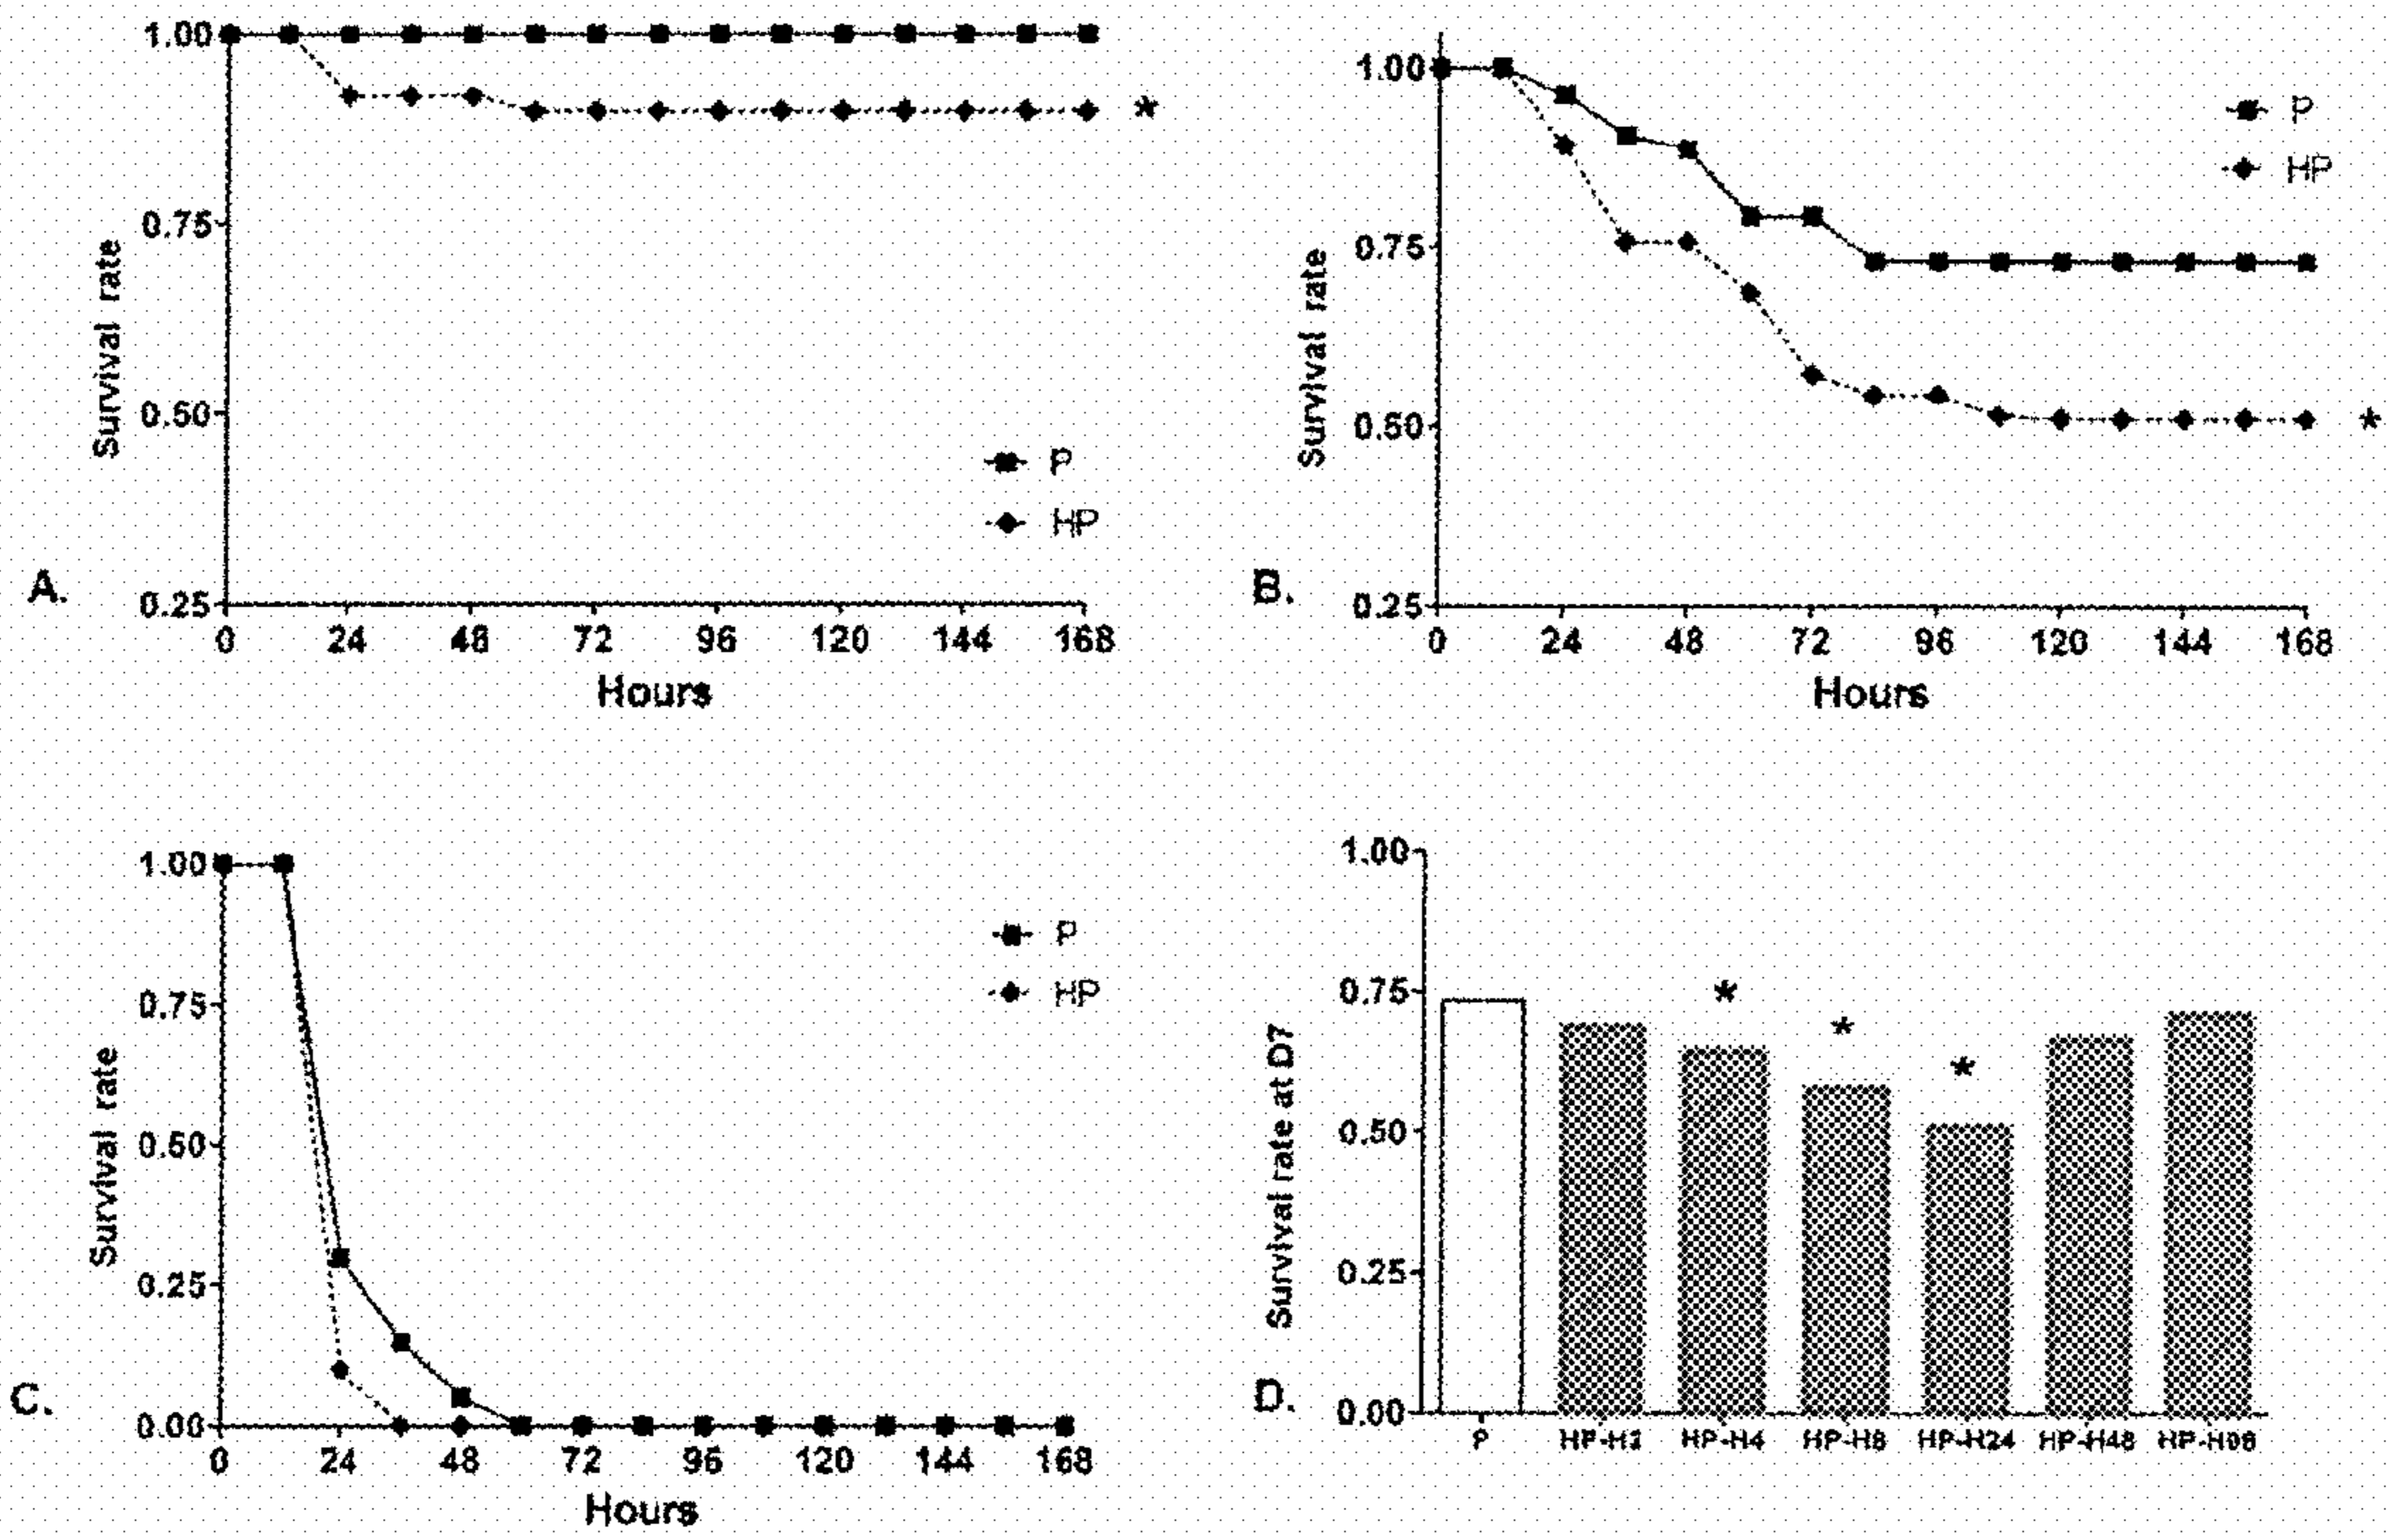 1.00
0.75
0.50
0.25
Survival rate
0 24 48 72 96 120 144 168
Hours
P
HP
*
A.
1.00
0.75
0.50
0.25
Survival rate
0 24 48 72 96 120 144 168
Hours
P
HP
*
B.
1.00
0.75
0.50
0.25
0.00
Survival rate
0 24 48 72 96 120 144 168
Hours
P
HP
C.
1.00
0.75
0.50
0.25
0.00
Survival rate at D7
* * *
P HP-H2 HP-H4 HP-H8 HP-H24 HP-H48
D.